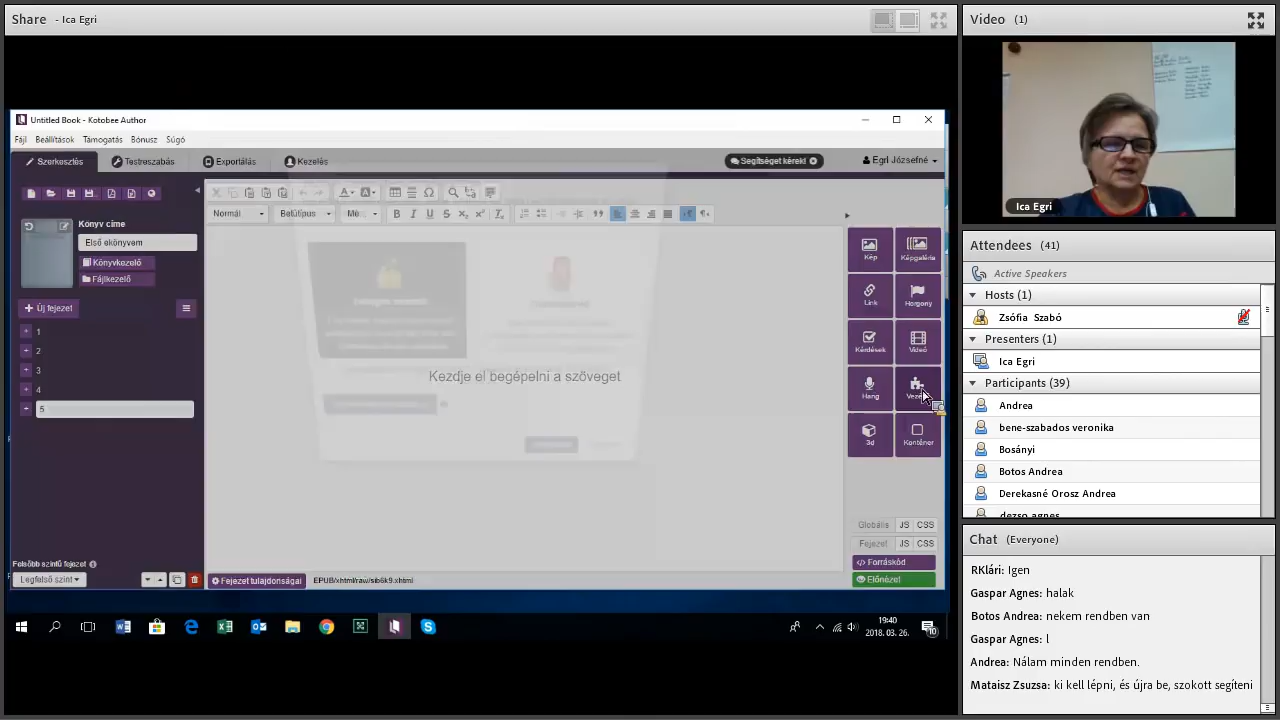 Share - Ica Egri
Untitled Book - Kotobee Author
Fájl Beállítások Támogatás Bónusz Súgó
Szerkesztés Testreszabás Exportálás Kezelés Segítséget kérek! Egri Józsefné
Normál Betűtípus Mé...
Könyv címe
Első ekönyvem
Könyvkezelő
Fájlkezelő
Új fejezet
1
2
3
4
5
Kezdje el begépelni a szöveget
Kép Képgaléria
Link Horgony
Kérdések Videó
Hang
3d Konténer
Globális JS CSS
Fejezet JS CSS
Forráskód
Előnézet
Felsőbb szintű fejezet
Legfelső szint
Fejezet tulajdonságai EPUB/xhtml/raw/sib6k9.xhtml
19:40
2018. 03. 26.
10
Video (1)
Ica Egri
Attendees (41)
Active Speakers
Hosts (1)
Zsófia Szabó
Presenters (1)
Ica Egri
Participants (39)
Andrea
bene-szabados veronika
Bosányi
Botos Andrea
Derekasné Orosz Andrea
dezso agnes
Chat (Everyone)
RKlári: Igen
Gaspar Agnes: halak
Botos Andrea: nekem rendben van
Gaspar Agnes: l
Andrea: Nálam minden rendben.
Mataisz Zsuzsa: ki kell lépni, és újra be, szokott segíteni